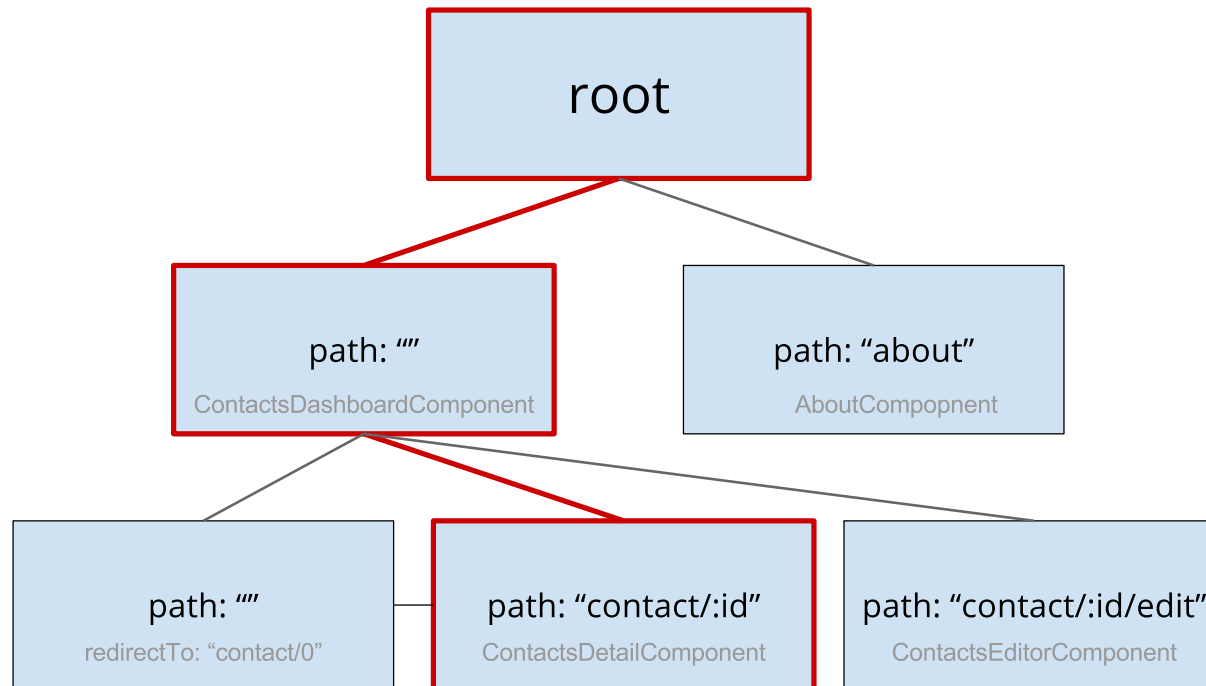 root
path: “”
ContactsDashboardComponent
path: “about”
AboutCompopnent
path: “”
redirectTo: “contact/0”
path: “contact/:id”
ContactsDetailComponent
path: “contact/:id/edit”
ContactsEditorComponent